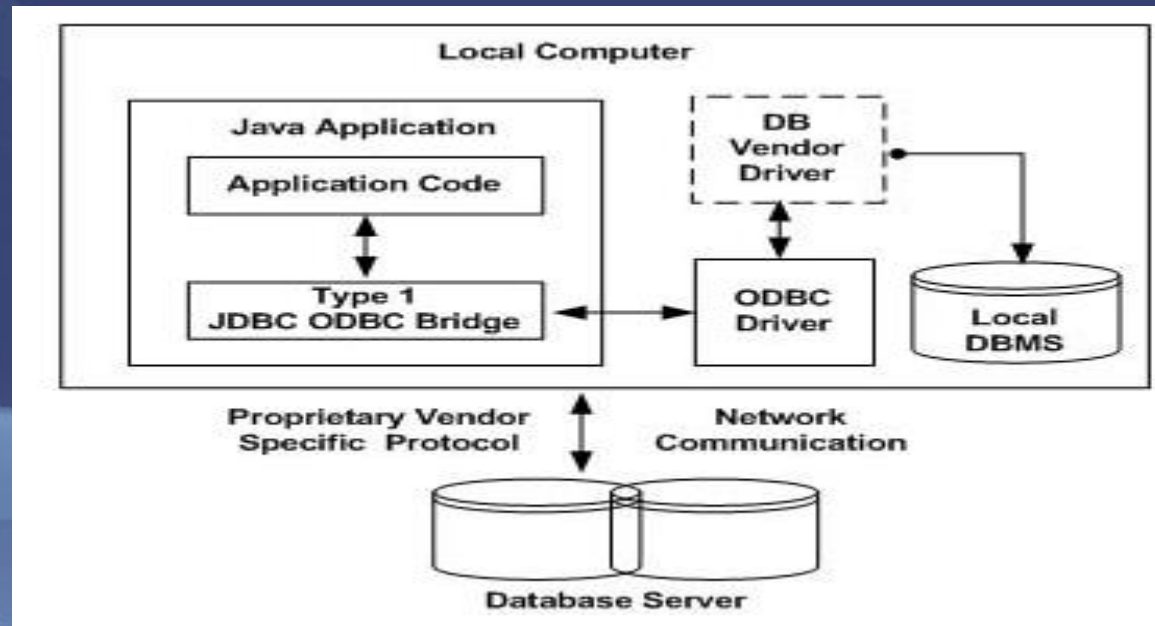 Local Computer
Java Application
Application Code
Type 1
JDBC ODBC Bridge
DB
Vendor
Driver
ODBC
Driver
Local
DBMS
Proprietary Vendor
Specific Protocol
Network
Communication
Database Server